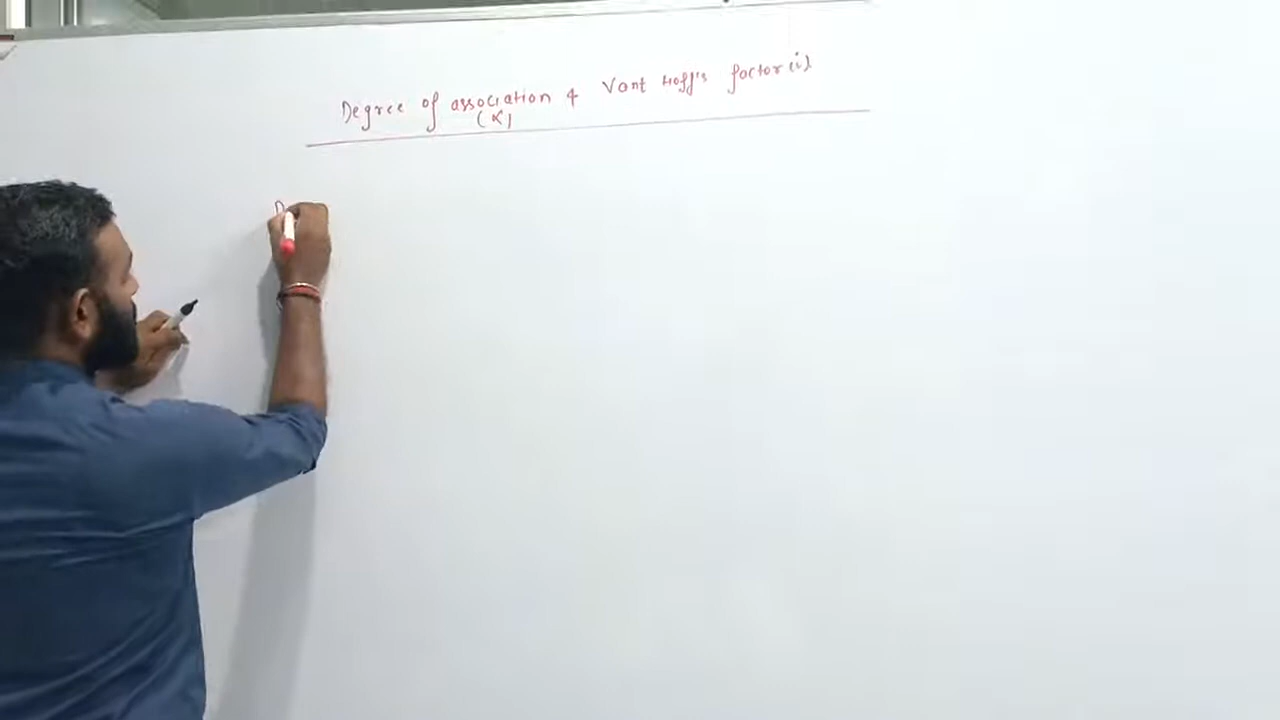 Degree of association & Vant Hoff's factor (i)
(α)